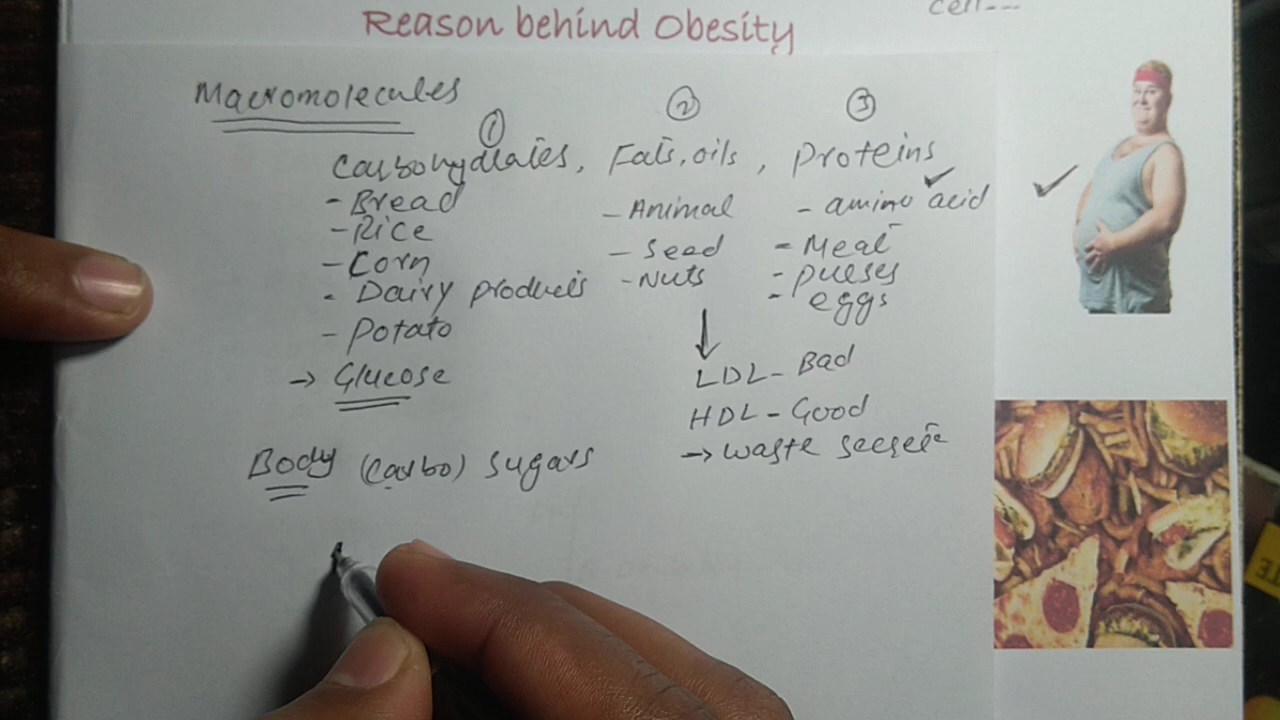 cell---
Reason behind Obesity
Macromolecules
① ② ③
Carbohydrates, Fats, oils, Proteins
- Bread - Animal - amino acid
- Rice - Seed - Meat
- Corn - Nuts - pulses
- Dairy products - eggs
- Potato
→ Glucose LDL - Bad
HDL - Good
Body (carbo) sugars → waste